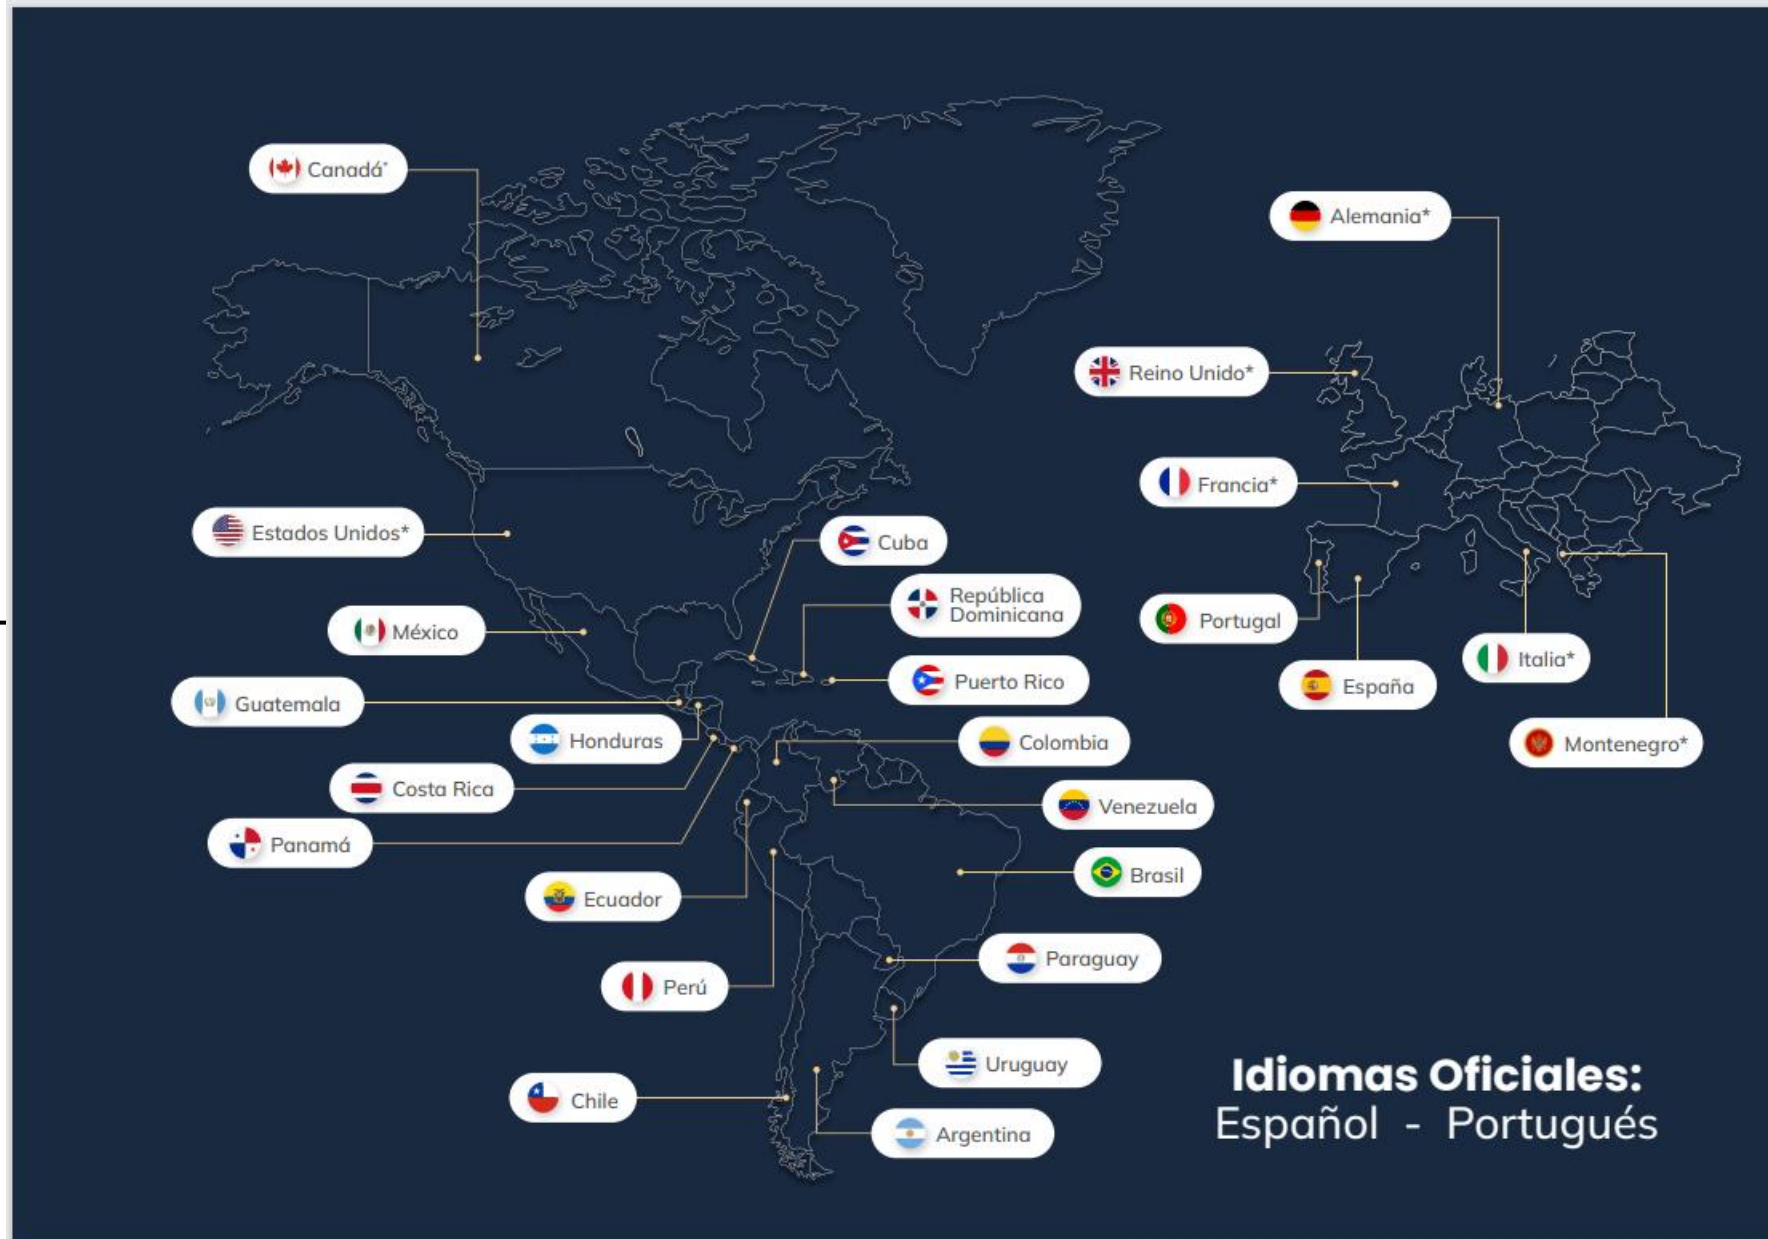 Canadá*
Alemania*
Reino Unido*
Francia*
Estados Unidos*
Cuba
República
Dominicana
Portugal
México
Italia*
Puerto Rico
España
Guatemala
Honduras
Colombia
Montenegro*
Costa Rica
Venezuela
Panamá
Brasil
Ecuador
Paraguay
Perú
Uruguay
Chile
Argentina
Idiomas Oficiales:
Español - Portugués